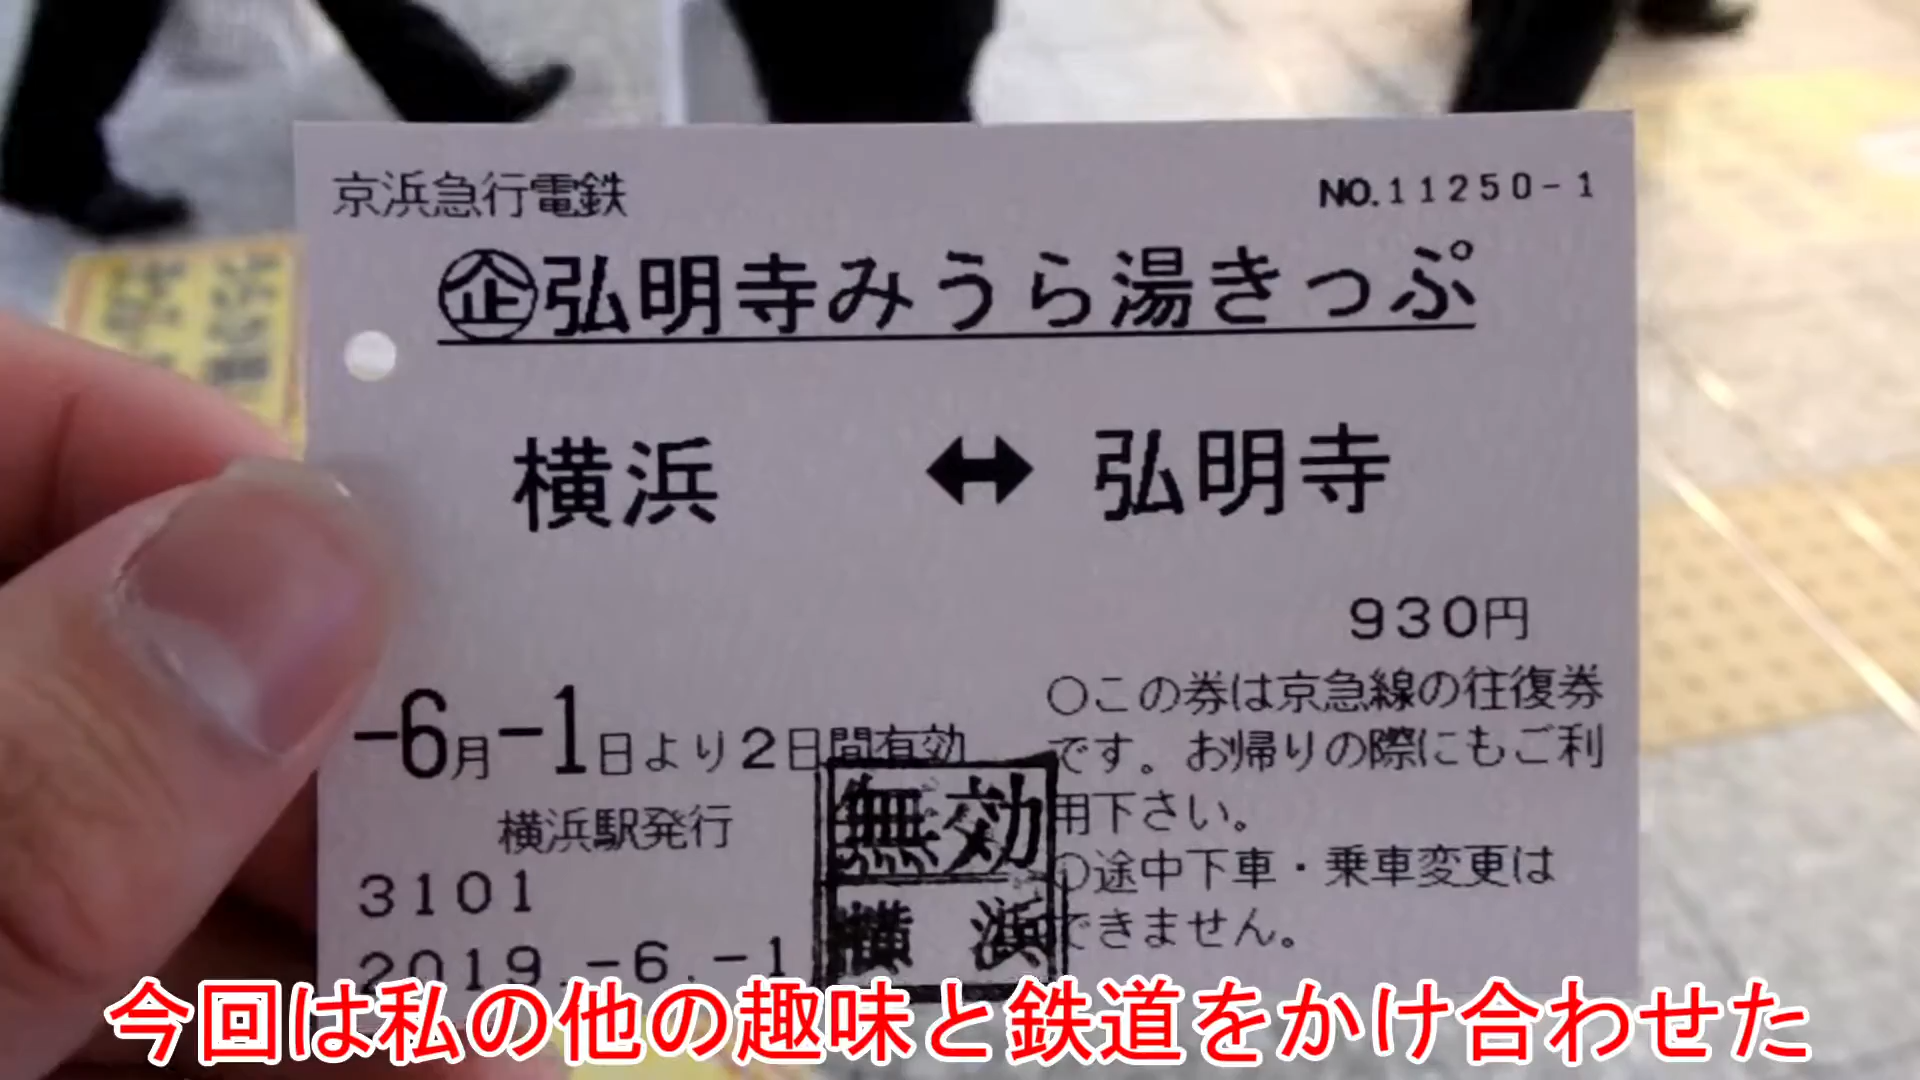 京浜急行電鉄
NO.11250-1
㊭弘明寺みうら湯きっぷ
横浜 ↔ 弘明寺
930円
-6月-1日より2日間有効
横浜駅発行
3101
2019.-6.-1
○この券は京急線の往復券
です。お帰りの際にもご利
用下さい。
○途中下車・乗車変更は
できません。
無効
横浜
今回は私の他の趣味と鉄道をかけ合わせた